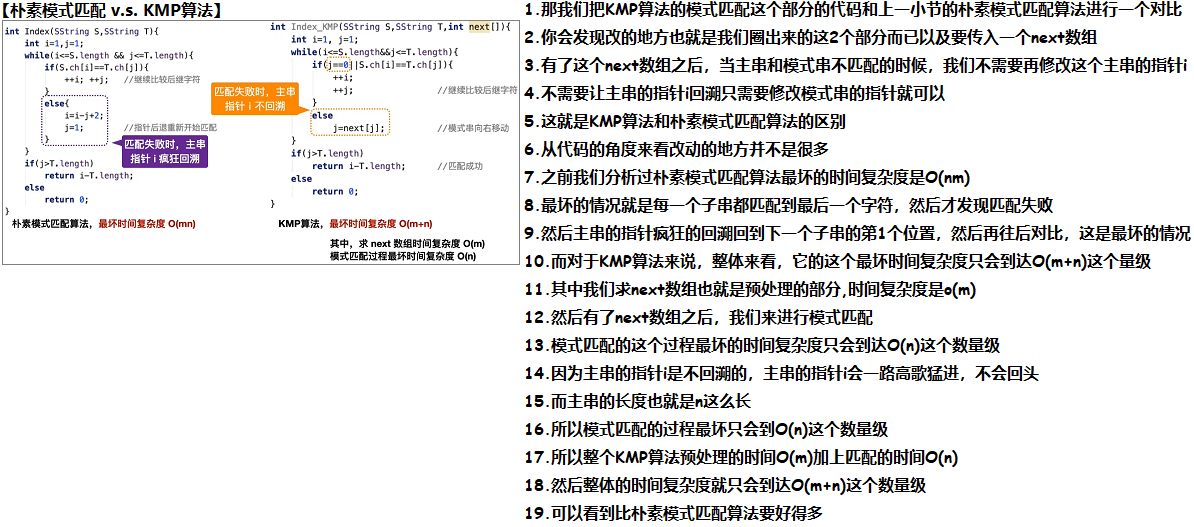 【朴素模式匹配 v.s. KMP算法】
int Index(SString S,SString T){
int i=1,j=1;
while(i<=S.length && j<=T.length){
if(S.ch[i]==T.ch[j]){
++i; ++j; //继续比较后继字符
}
else{
i=i-j+2;
j=1; //指针后退重新开始匹配
}
}
if(j>T.length)
return i-T.length;
else
return 0;
}
匹配失败时，主串
指针 i 疯狂回溯
朴素模式匹配算法，最坏时间复杂度 O(mn)
int Index_KMP(SString S,SString T,int next[]){
int i=1, j=1;
while(i<=S.length&&j<=T.length){
if(j==0||S.ch[i]==T.ch[j]){
++i;
++j; //继续比较后继字符
}
else
j=next[j]; //模式串向右移动
}
if(j>T.length)
return i-T.length; //匹配成功
else
return 0;
}
匹配失败时，主串
指针 i 不回溯
KMP算法，最坏时间复杂度 O(m+n)
其中，求 next 数组时间复杂度 O(m)
模式匹配过程最坏时间复杂度 O(n)
1.那我们把KMP算法的模式匹配这个部分的代码和上一小节的朴素模式匹配算法进行一个对比
2.你会发现改的地方也就是我们圈出来的这2个部分而已以及要传入一个next数组
3.有了这个next数组之后，当主串和模式串不匹配的时候，我们不需要再修改这个主串的指针i
4.不需要让主串的指针i回溯只需要修改模式串的指针就可以
5.这就是KMP算法和朴素模式匹配算法的区别
6.从代码的角度来看改动的地方并不是很多
7.之前我们分析过朴素模式匹配算法最坏的时间复杂度是O(nm)
8.最坏的情况就是每一个子串都匹配到最后一个字符，然后才发现匹配失败
9.然后主串的指针疯狂的回溯回到下一个子串的第1个位置，然后再往后对比，这是最坏的情况
10.而对于KMP算法来说，整体来看，它的这个最坏时间复杂度只会到达O(m+n)这个量级
11.其中我们求next数组也就是预处理的部分,时间复杂度是o(m)
12.然后有了next数组之后，我们来进行模式匹配
13.模式匹配的这个过程最坏的时间复杂度只会到达O(n)这个数量级
14.因为主串的指针i是不回溯的，主串的指针i会一路高歌猛进，不会回头
15.而主串的长度也就是n这么长
16.所以模式匹配的过程最坏只会到O(n)这个数量级
17.所以整个KMP算法预处理的时间O(m)加上匹配的时间O(n)
18.然后整体的时间复杂度就只会到达O(m+n)这个数量级
19.可以看到比朴素模式匹配算法要好得多